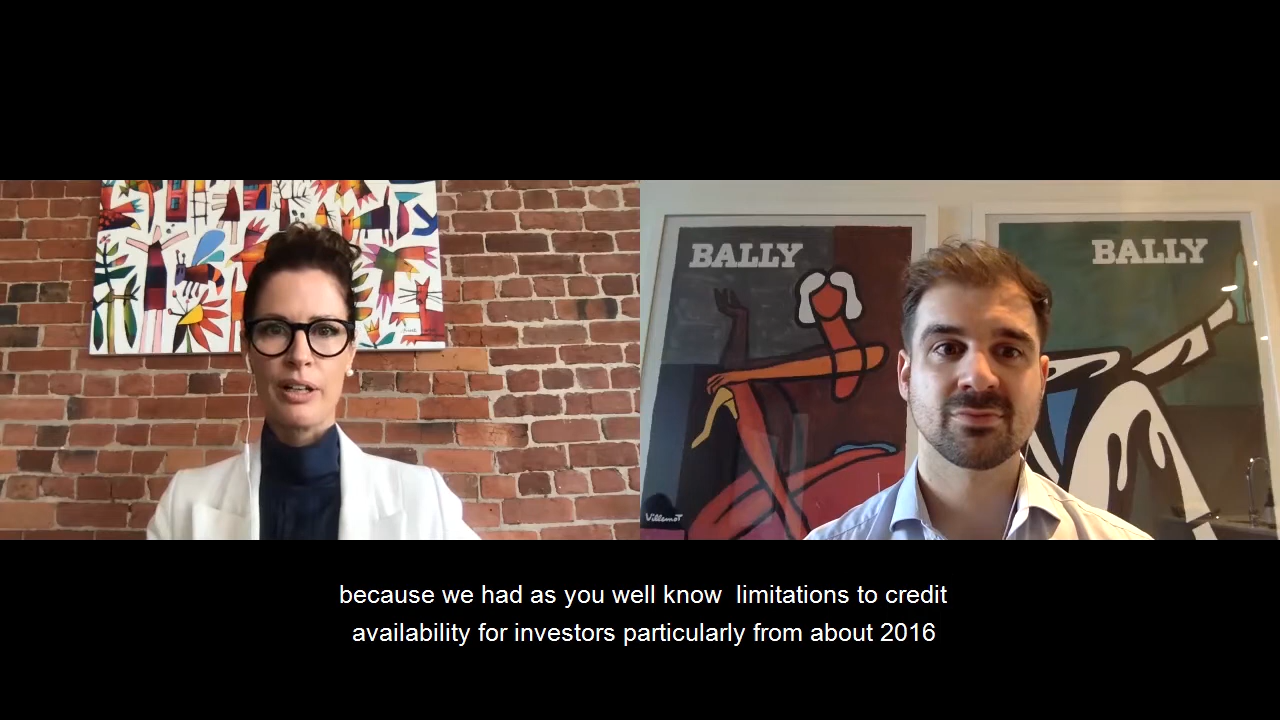 BALLY
BALLY
Villemot
because we had as you well know  limitations to credit
availability for investors particularly from about 2016